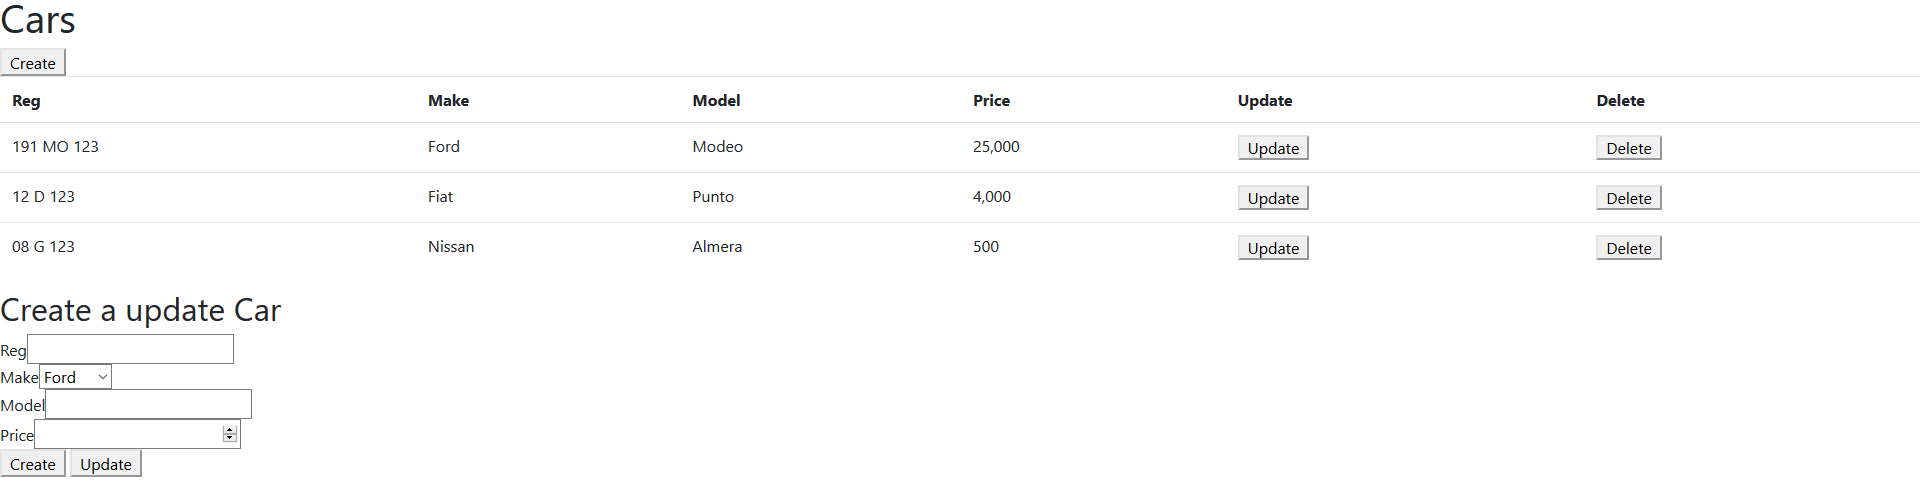 Cars
Create
Reg Make Model Price Update Delete
191 MO 123 Ford Modeo 25,000 Update Delete
12 D 123 Fiat Punto 4,000 Update Delete
08 G 123 Nissan Almera 500 Update Delete
Create a update Car
Reg
Make Ford
Model
Price
Create Update